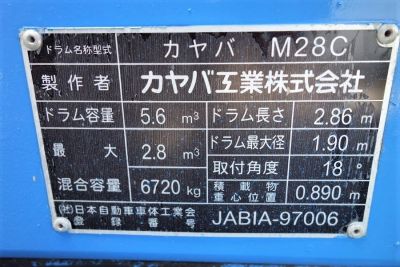 ドラム名称型式 カヤバ M28C
製作者 カヤバ工業株式会社
ドラム容量 5.6 m³ ドラム長さ 2.86 m
最大 2.8 m³ ドラム最大径 1.90 m
混合容量 6720 kg 取付角度 18°
積載物重心位置 0.890 m
(社)日本自動車車体工業会
登録番号 JABIA-97006